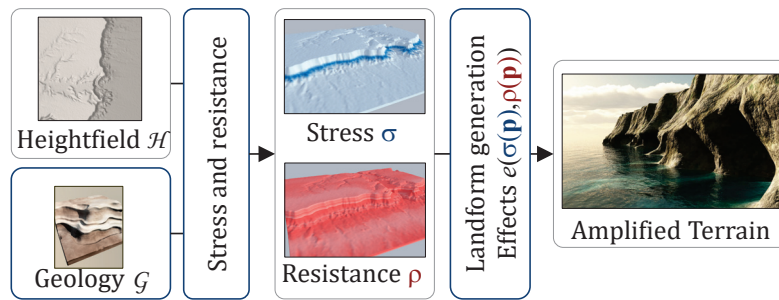 Heightfield ℋ
Geology 𝒢
Stress and resistance
Stress σ
Resistance ρ
Landform generation
Effects e(σ(p),ρ(p))
Amplified Terrain